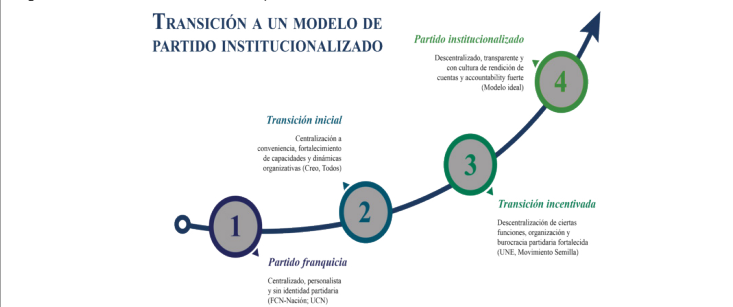 TRANSICIÓN A UN MODELO DE
PARTIDO INSTITUCIONALIZADO
Partido institucionalizado
Descentralizado, transparente y
con cultura de rendición de
cuentas y accountability fuerte
(Modelo ideal)
4
Transición inicial
Centralización a
conveniencia, fortalecimiento
de capacidades y dinámicas
organizativas (Creo, Todos)
3
2
1
Transición incentivada
Descentralización de ciertas
funciones, organización y
burocracia partidaria fortalecida
(UNE, Movimiento Semilla)
Partido franquicia
Centralizado, personalista
y sin identidad partidaria
(FCN-Nación; UCN)